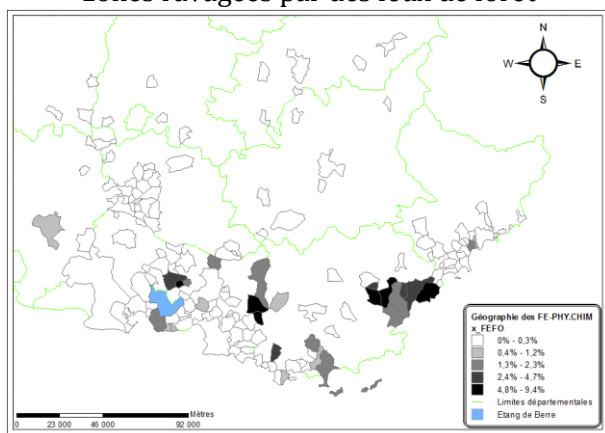 zones ravagées par des feux de forêt
N
W
E
S
Géographie des FE-PHY.CHIM
x_FEFO
0% - 0,3%
0,4% - 1,2%
1,3% - 2,3%
2,4% - 4,7%
4,8% - 9,4%
Limites départementales
Etang de Berre
Mètres
0 23 000 46 000 92 000